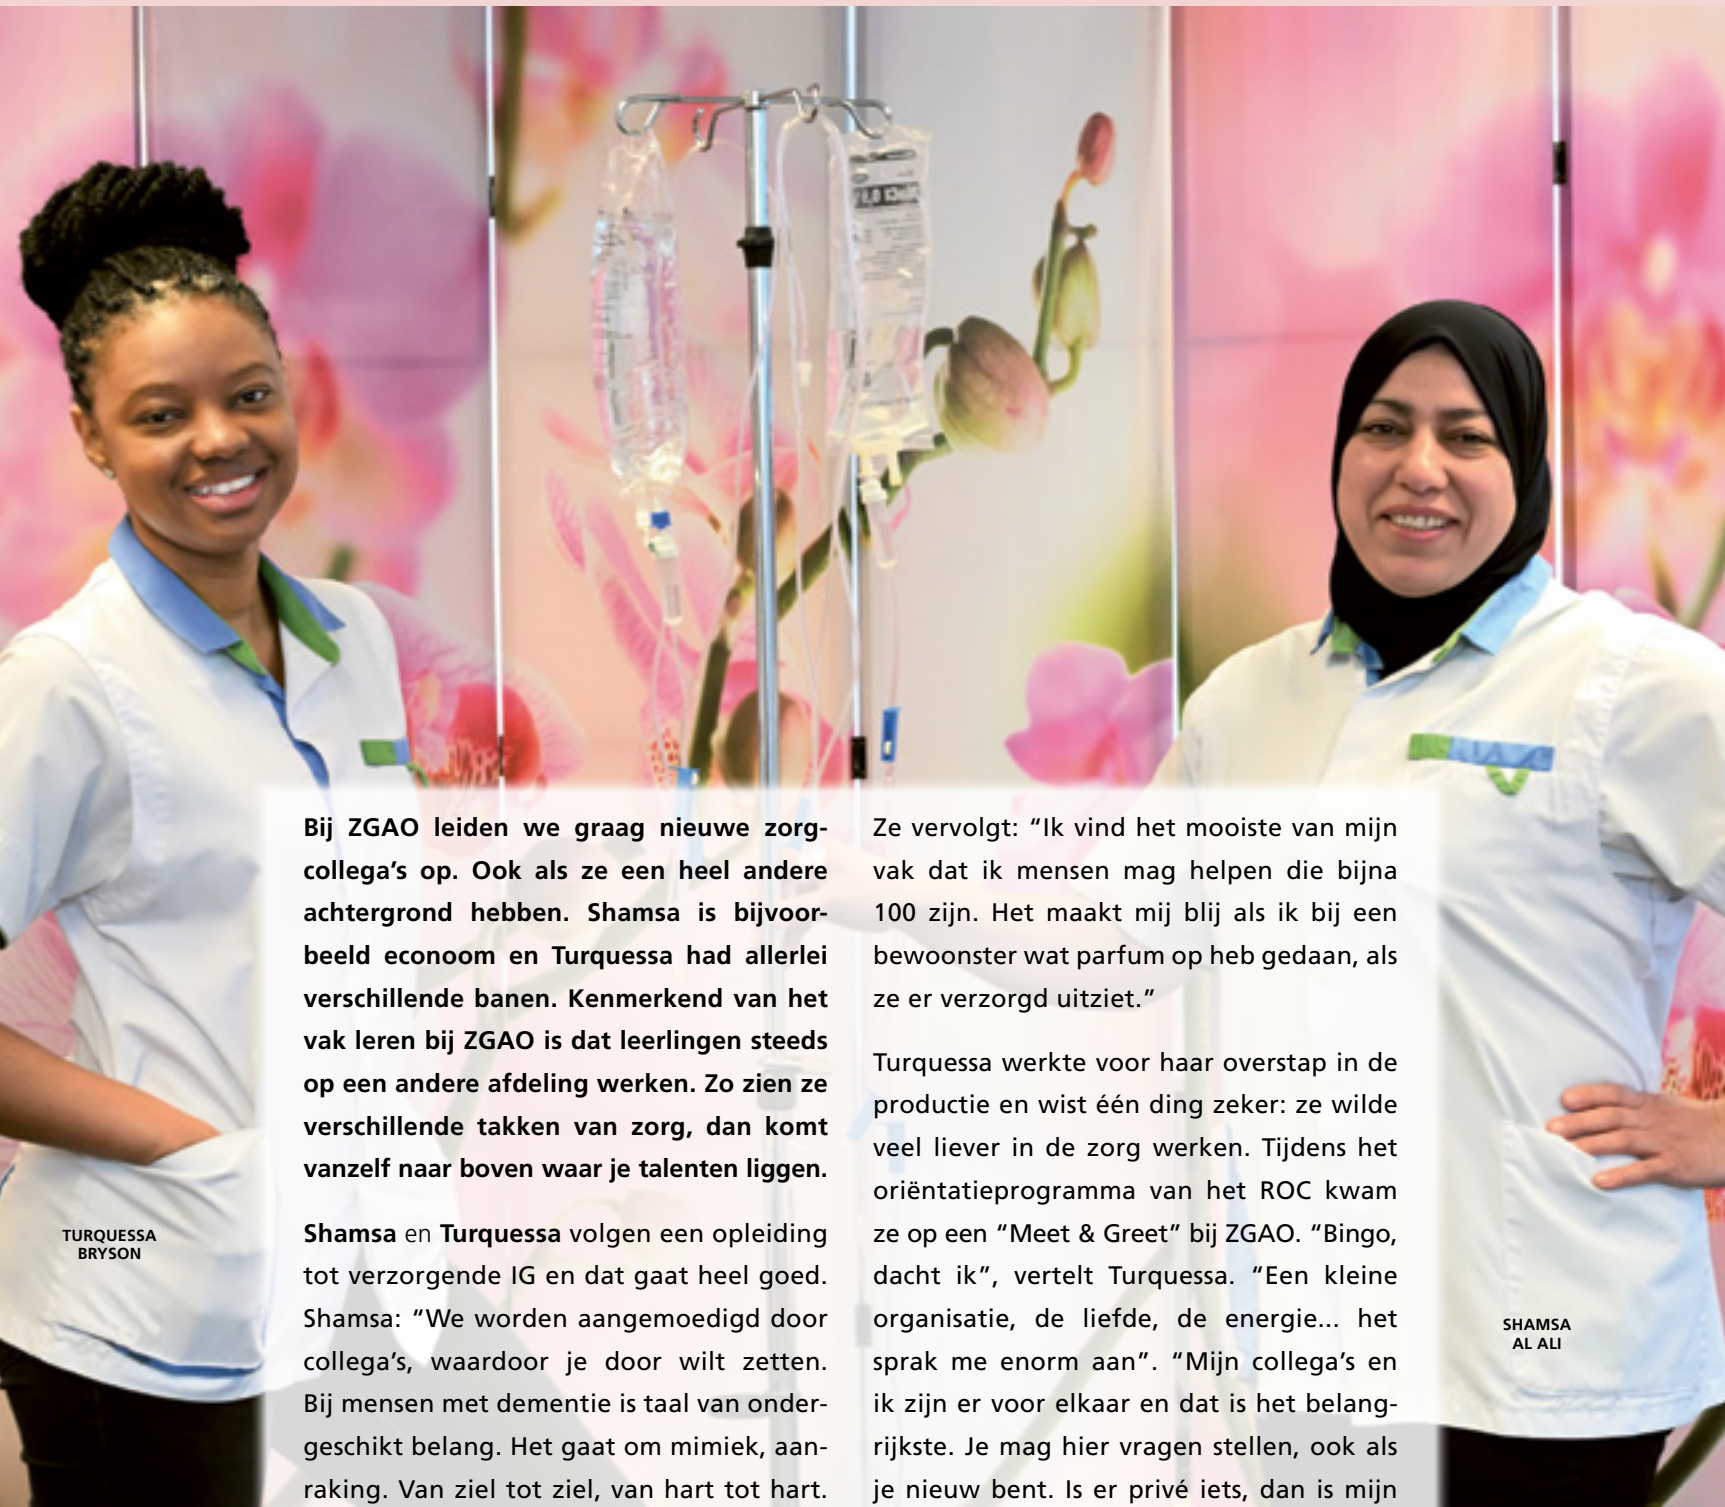 Bij ZGAO leiden we graag nieuwe zorg-
collega's op. Ook als ze een heel andere
achtergrond hebben. Shamsa is bijvoor-
beeld econoom en Turquessa had allerlei
verschillende banen. Kenmerkend van het
vak leren bij ZGAO is dat leerlingen steeds
op een andere afdeling werken. Zo zien ze
verschillende takken van zorg, dan komt
vanzelf naar boven waar je talenten liggen.
Shamsa en Turquessa volgen een opleiding
tot verzorgende IG en dat gaat heel goed.
Shamsa: “We worden aangemoedigd door
collega's, waardoor je door wilt zetten.
Bij mensen met dementie is taal van onder-
geschikt belang. Het gaat om mimiek, aan-
raking. Van ziel tot ziel, van hart tot hart.
Ze vervolgt: “Ik vind het mooiste van mijn
vak dat ik mensen mag helpen die bijna
100 zijn. Het maakt mij blij als ik bij een
bewoonster wat parfum op heb gedaan, als
ze er verzorgd uitziet.”
Turquessa werkte voor haar overstap in de
productie en wist één ding zeker: ze wilde
veel liever in de zorg werken. Tijdens het
oriëntatieprogramma van het ROC kwam
ze op een “Meet & Greet” bij ZGAO. “Bingo,
dacht ik”, vertelt Turquessa. “Een kleine
organisatie, de liefde, de energie... het
sprak me enorm aan”. “Mijn collega's en
ik zijn er voor elkaar en dat is het belang-
rijkste. Je mag hier vragen stellen, ook als
je nieuw bent. Is er privé iets, dan is mijn
TURQUESSA
BRYSON
SHAMSA
AL ALI